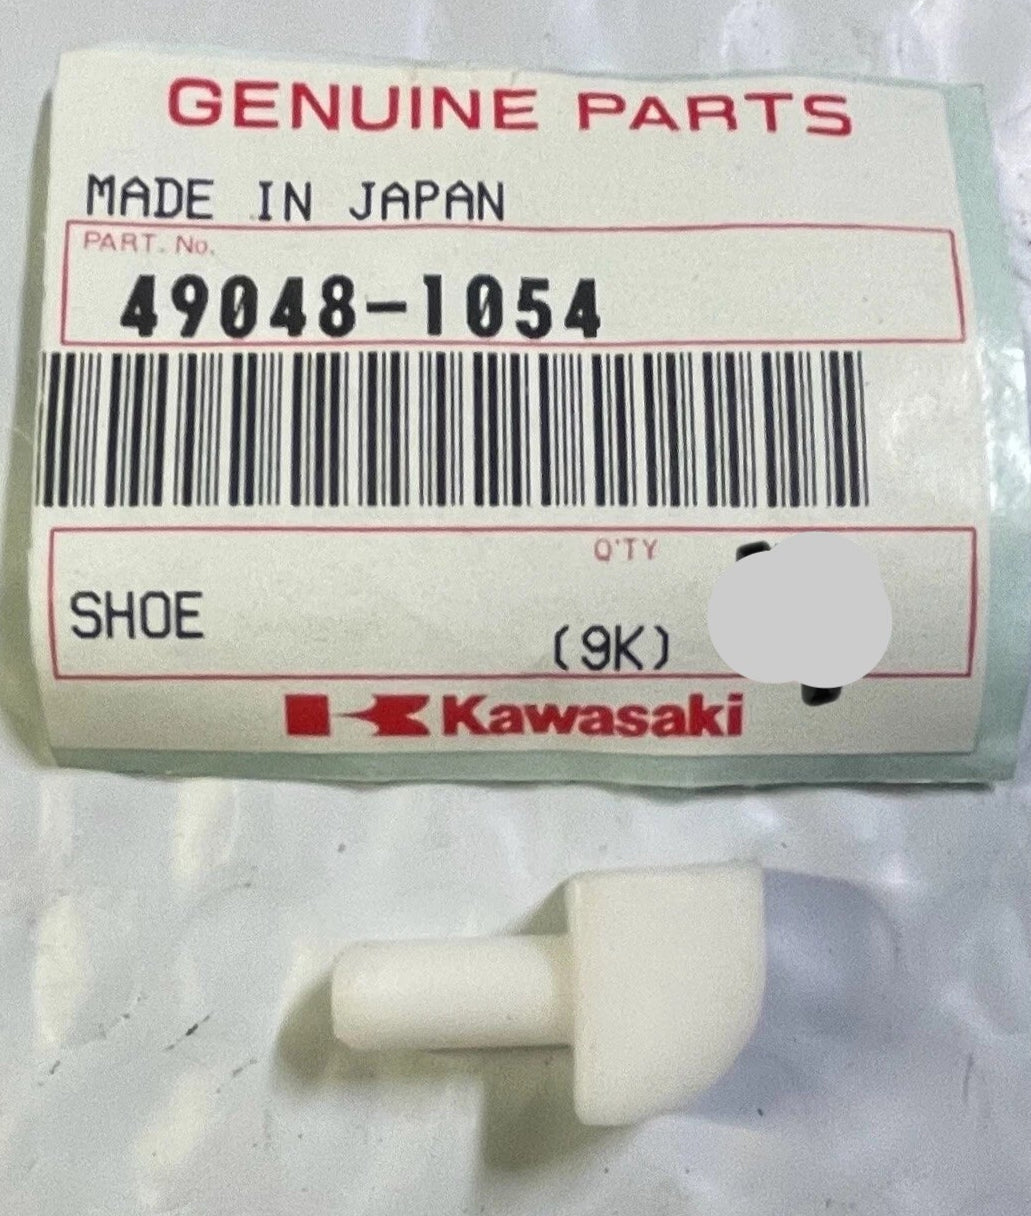 GENUINE PARTS
MADE IN JAPAN
PART. No.
49048-1054
Q'TY
SHOE
(9K)
Kawasaki